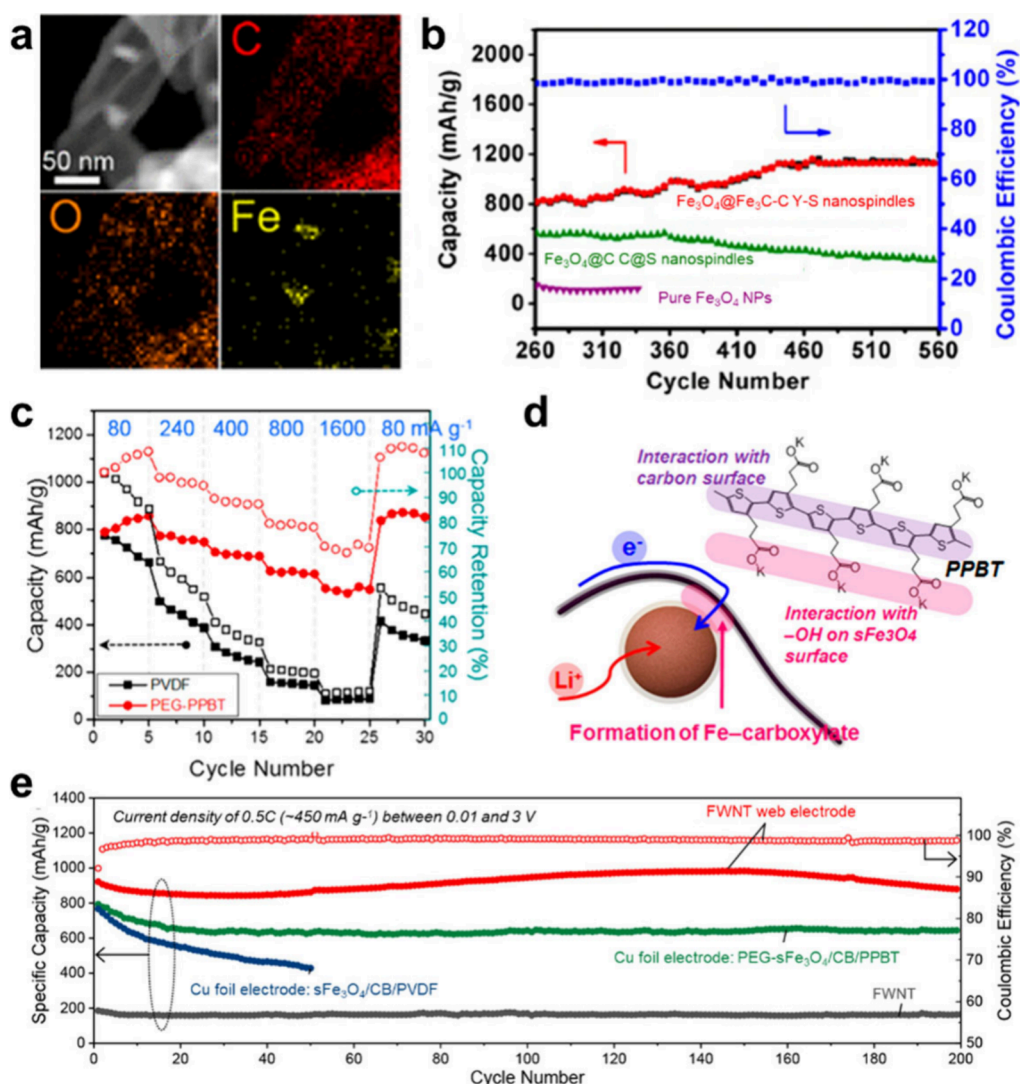 a
C
50 nm
O
Fe
b
2000
1600
1200
800
400
0
Capacity (mAh/g)
120
100
80
60
40
20
0
Coulombic Efficiency (%)
Fe3O4@Fe3C-C Y-S nanospindles
Fe3O4@C C@S nanospindles
Pure Fe3O4 NPs
260 310 360 410 460 510 560
Cycle Number
c
80 240 400 800 1600 80 mA g-1
1200
1000
800
600
400
200
0
Capacity (mAh/g)
110
100
90
80
70
60
50
40
30
20
10
0
Capacity Retention (%)
PVDF
PEG-PPBT
0 5 10 15 20 25 30
Cycle Number
d
Interaction with
carbon surface
PPBT
Interaction with
–OH on sFe3O4
surface
e-
Li+
Formation of Fe–carboxylate
K K K
O O O
O O O
S S S S S S
O O O
O O O
K K K
e
Current density of 0.5C (~450 mA g-1) between 0.01 and 3 V
FWNT web electrode
1400
1200
1000
800
600
400
200
0
Specific Capacity (mAh/g)
100
90
80
70
60
50
Coulombic Efficiency (%)
Cu foil electrode: PEG-sFe3O4/CB/PPBT
Cu foil electrode: sFe3O4/CB/PVDF
FWNT
0 20 40 60 80 100 120 140 160 180 200
Cycle Number